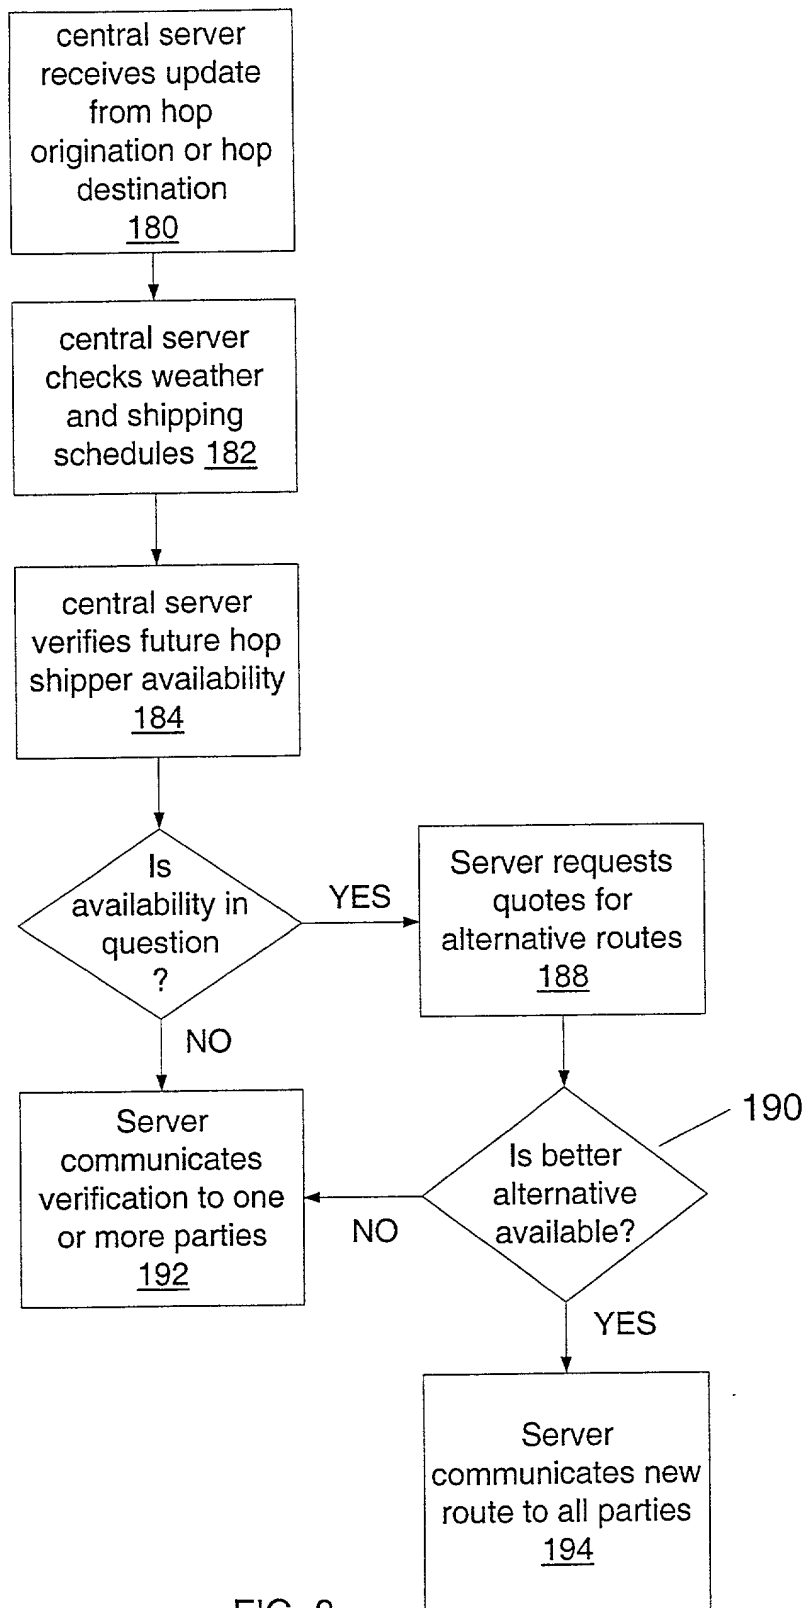 central server
receives update
from hop
origination or hop
destination
180
central server
checks weather
and shipping
schedules 182
central server
verifies future hop
shipper availability
184
Is
availability in
question
?
YES
NO
Server requests
quotes for
alternative routes
188
190
Is better
alternative
available?
NO
YES
Server
communicates
verification to one
or more parties
192
Server
communicates new
route to all parties
194
FIG.